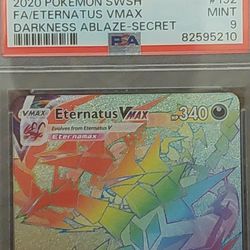 2020 POKEMON SWSH #192
FA/ETERNATUS VMAX MINT
DARKNESS ABLAZE-SECRET 9
PSA 82595210
VMAX Eternatus VMAX HP340
Evolves from Eternatus V
Eternamax